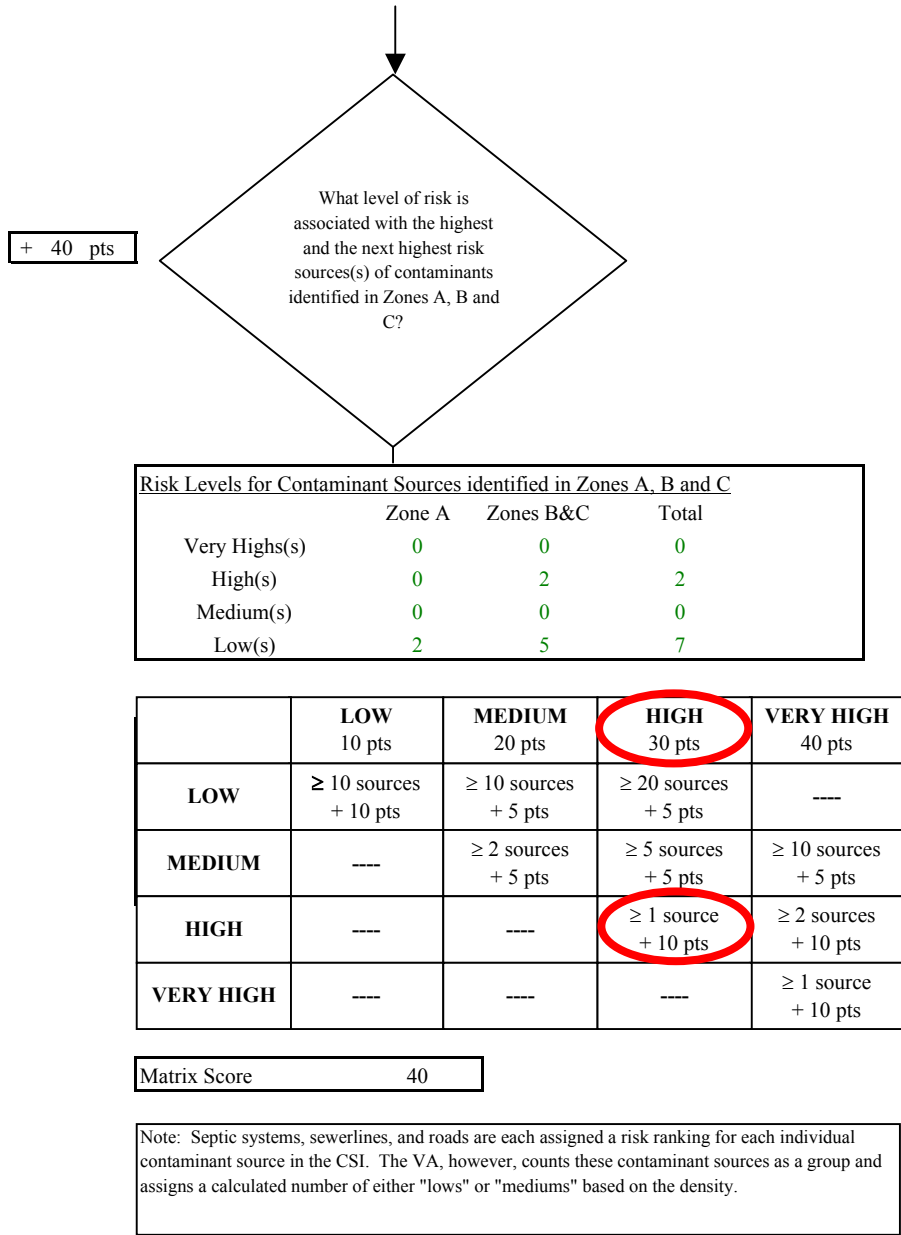 What level of risk is
associated with the highest
and the next highest risk
sources(s) of contaminants
identified in Zones A, B and
C?
+ 40 pts
Risk Levels for Contaminant Sources identified in Zones A, B and C
Zone A Zones B&C Total
Very Highs(s) 0 0 0
High(s) 0 2 2
Medium(s) 0 0 0
Low(s) 2 5 7
LOW MEDIUM HIGH VERY HIGH
10 pts 20 pts 30 pts 40 pts
LOW ≥ 10 sources ≥ 10 sources ≥ 20 sources ----
+ 10 pts + 5 pts + 5 pts
MEDIUM ---- ≥ 2 sources ≥ 5 sources ≥ 10 sources
+ 5 pts + 5 pts + 5 pts
HIGH ---- ---- ≥ 1 source ≥ 2 sources
+ 10 pts + 10 pts
VERY HIGH ---- ---- ---- ≥ 1 source
+ 10 pts
Matrix Score 40
Note: Septic systems, sewerlines, and roads are each assigned a risk ranking for each individual
contaminant source in the CSI. The VA, however, counts these contaminant sources as a group and
assigns a calculated number of either "lows" or "mediums" based on the density.